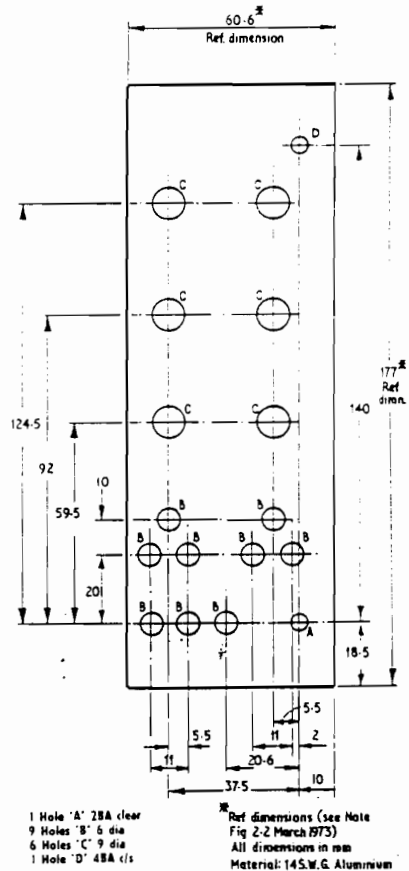 60·6*
Ref. dimension
D
C C
C C
177*
Ref
dimn.
124·5
140
92
C C
59·5
10
B B
B B B B
20
B B B
A
18·5
5·5
5·5 11 2
11 20·6
37·5 10
1 Hole 'A' 2BA clear
9 Holes 'B' 6 dia
6 Holes 'C' 9 dia
1 Hole 'D' 4BA c/s
* Ref dimensions (see Note
Fig 2·2 March 1973)
All dimensions in mm
Material: 14 S.W.G. Aluminium